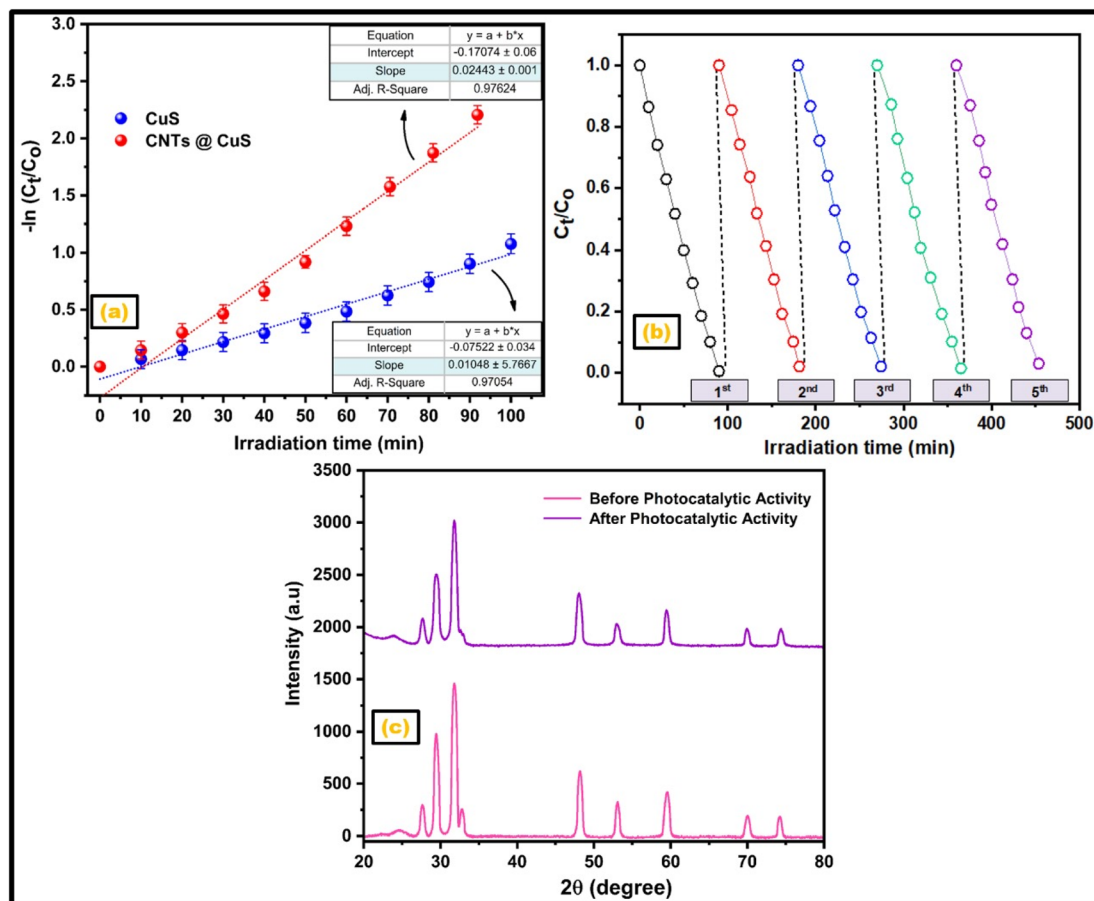 -3.0
2.5
2.0
1.5
1.0
0.5
0.0
-ln (Ct/Co)
CuS
CNTs @ CuS
Equation y = a + b*x
Intercept -0.17074 ± 0.06
Slope 0.02443 ± 0.001
Adj. R-Square 0.97624
(a)
Equation y = a + b*x
Intercept -0.07522 ± 0.034
Slope 0.01048 ± 5.7667
Adj. R-Square 0.97054
0 10 20 30 40 50 60 70 80 90 100
Irradiation time (min)
1.0
0.8
0.6
0.4
0.2
0.0
Ct/Co
(b)
1st 2nd 3rd 4th 5th
0 100 200 300 400 500
Irradiation time (min)
3500
3000
2500
2000
1500
1000
500
0
Intensity (a.u)
Before Photocatalytic Activity
After Photocatalytic Activity
(c)
20 30 40 50 60 70 80
2θ (degree)